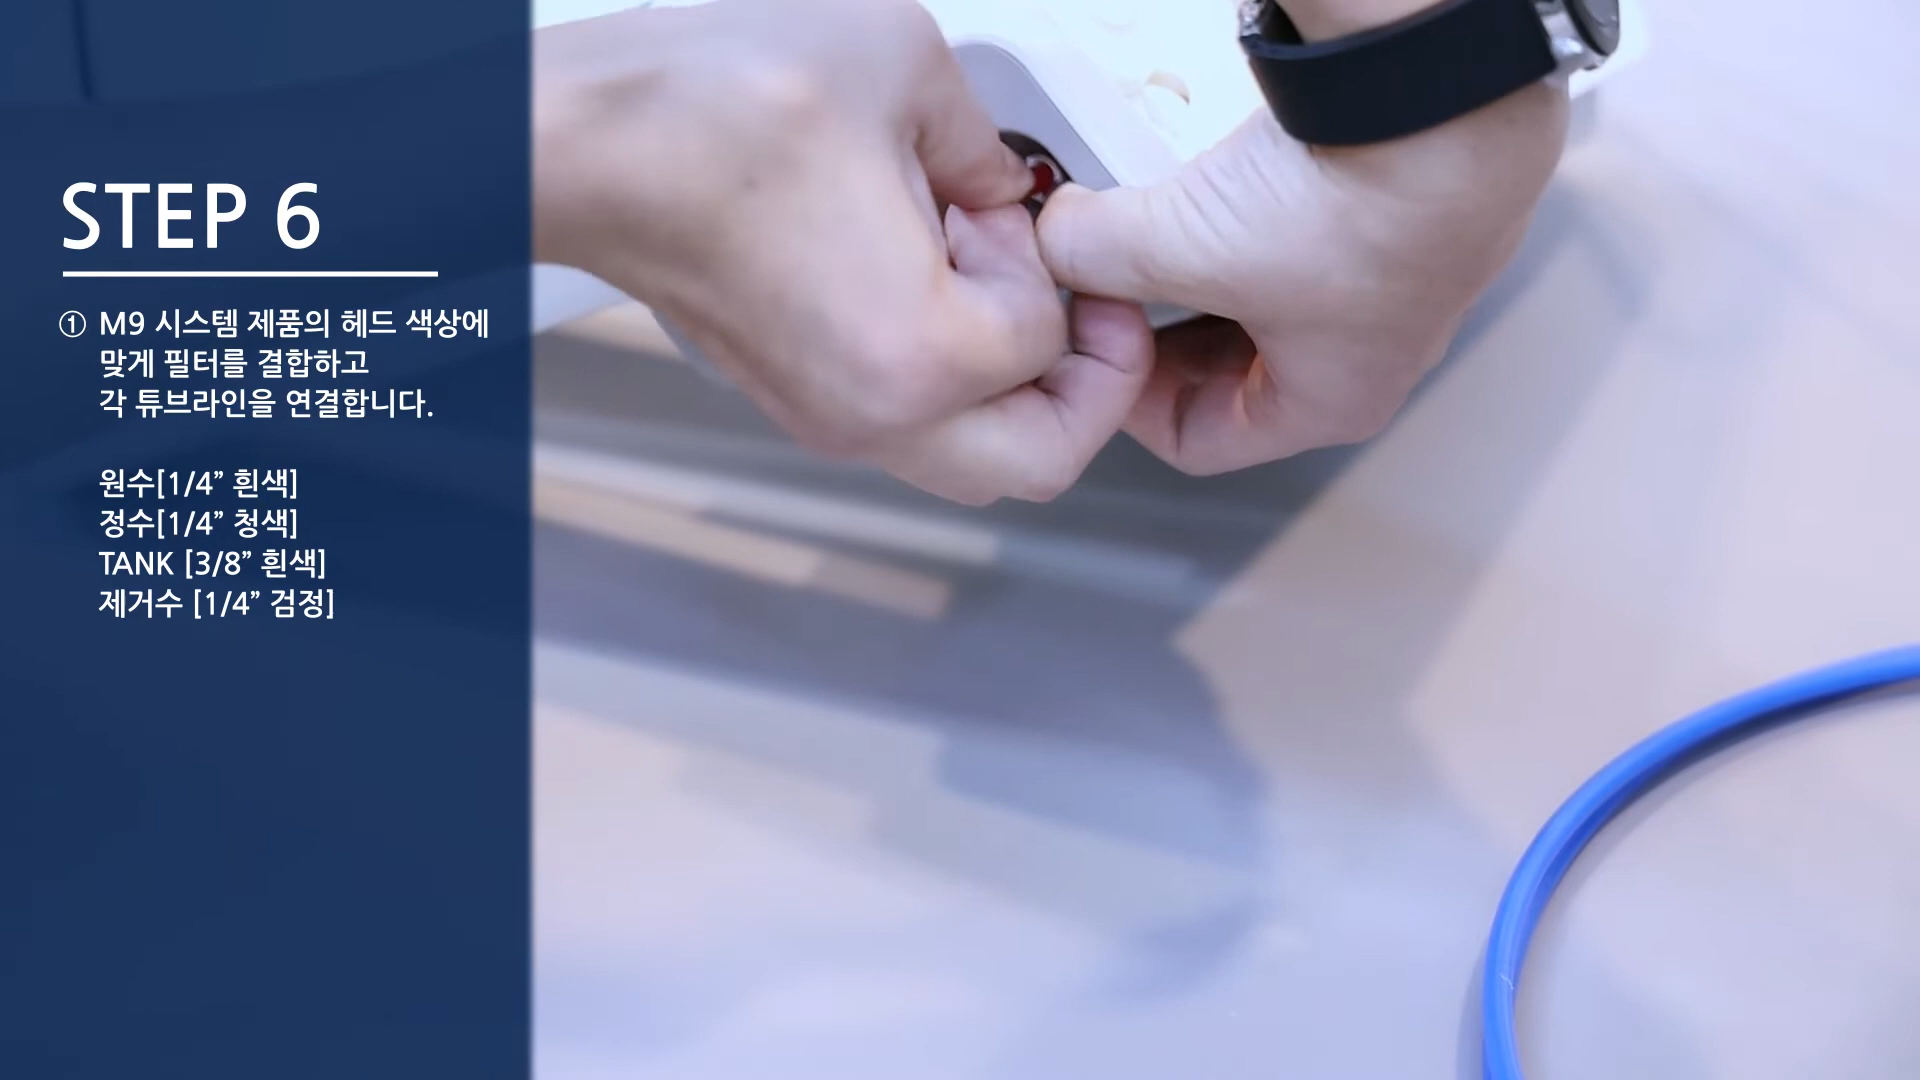 STEP 6
① M9 시스템 제품의 헤드 색상에
맞게 필터를 결합하고
각 튜브라인을 연결합니다.
원수[1/4” 흰색]
정수[1/4” 청색]
TANK [3/8” 흰색]
제거수 [1/4” 검정]